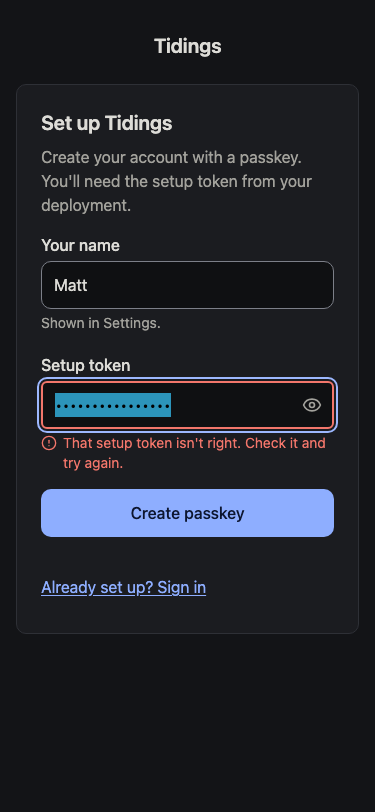 Tidings
Set up Tidings
Create your account with a passkey.
You'll need the setup token from your
deployment.
Your name
Matt
Shown in Settings.
Setup token
••••••••••••••••
That setup token isn't right. Check it and
try again.
Create passkey
Already set up? Sign in